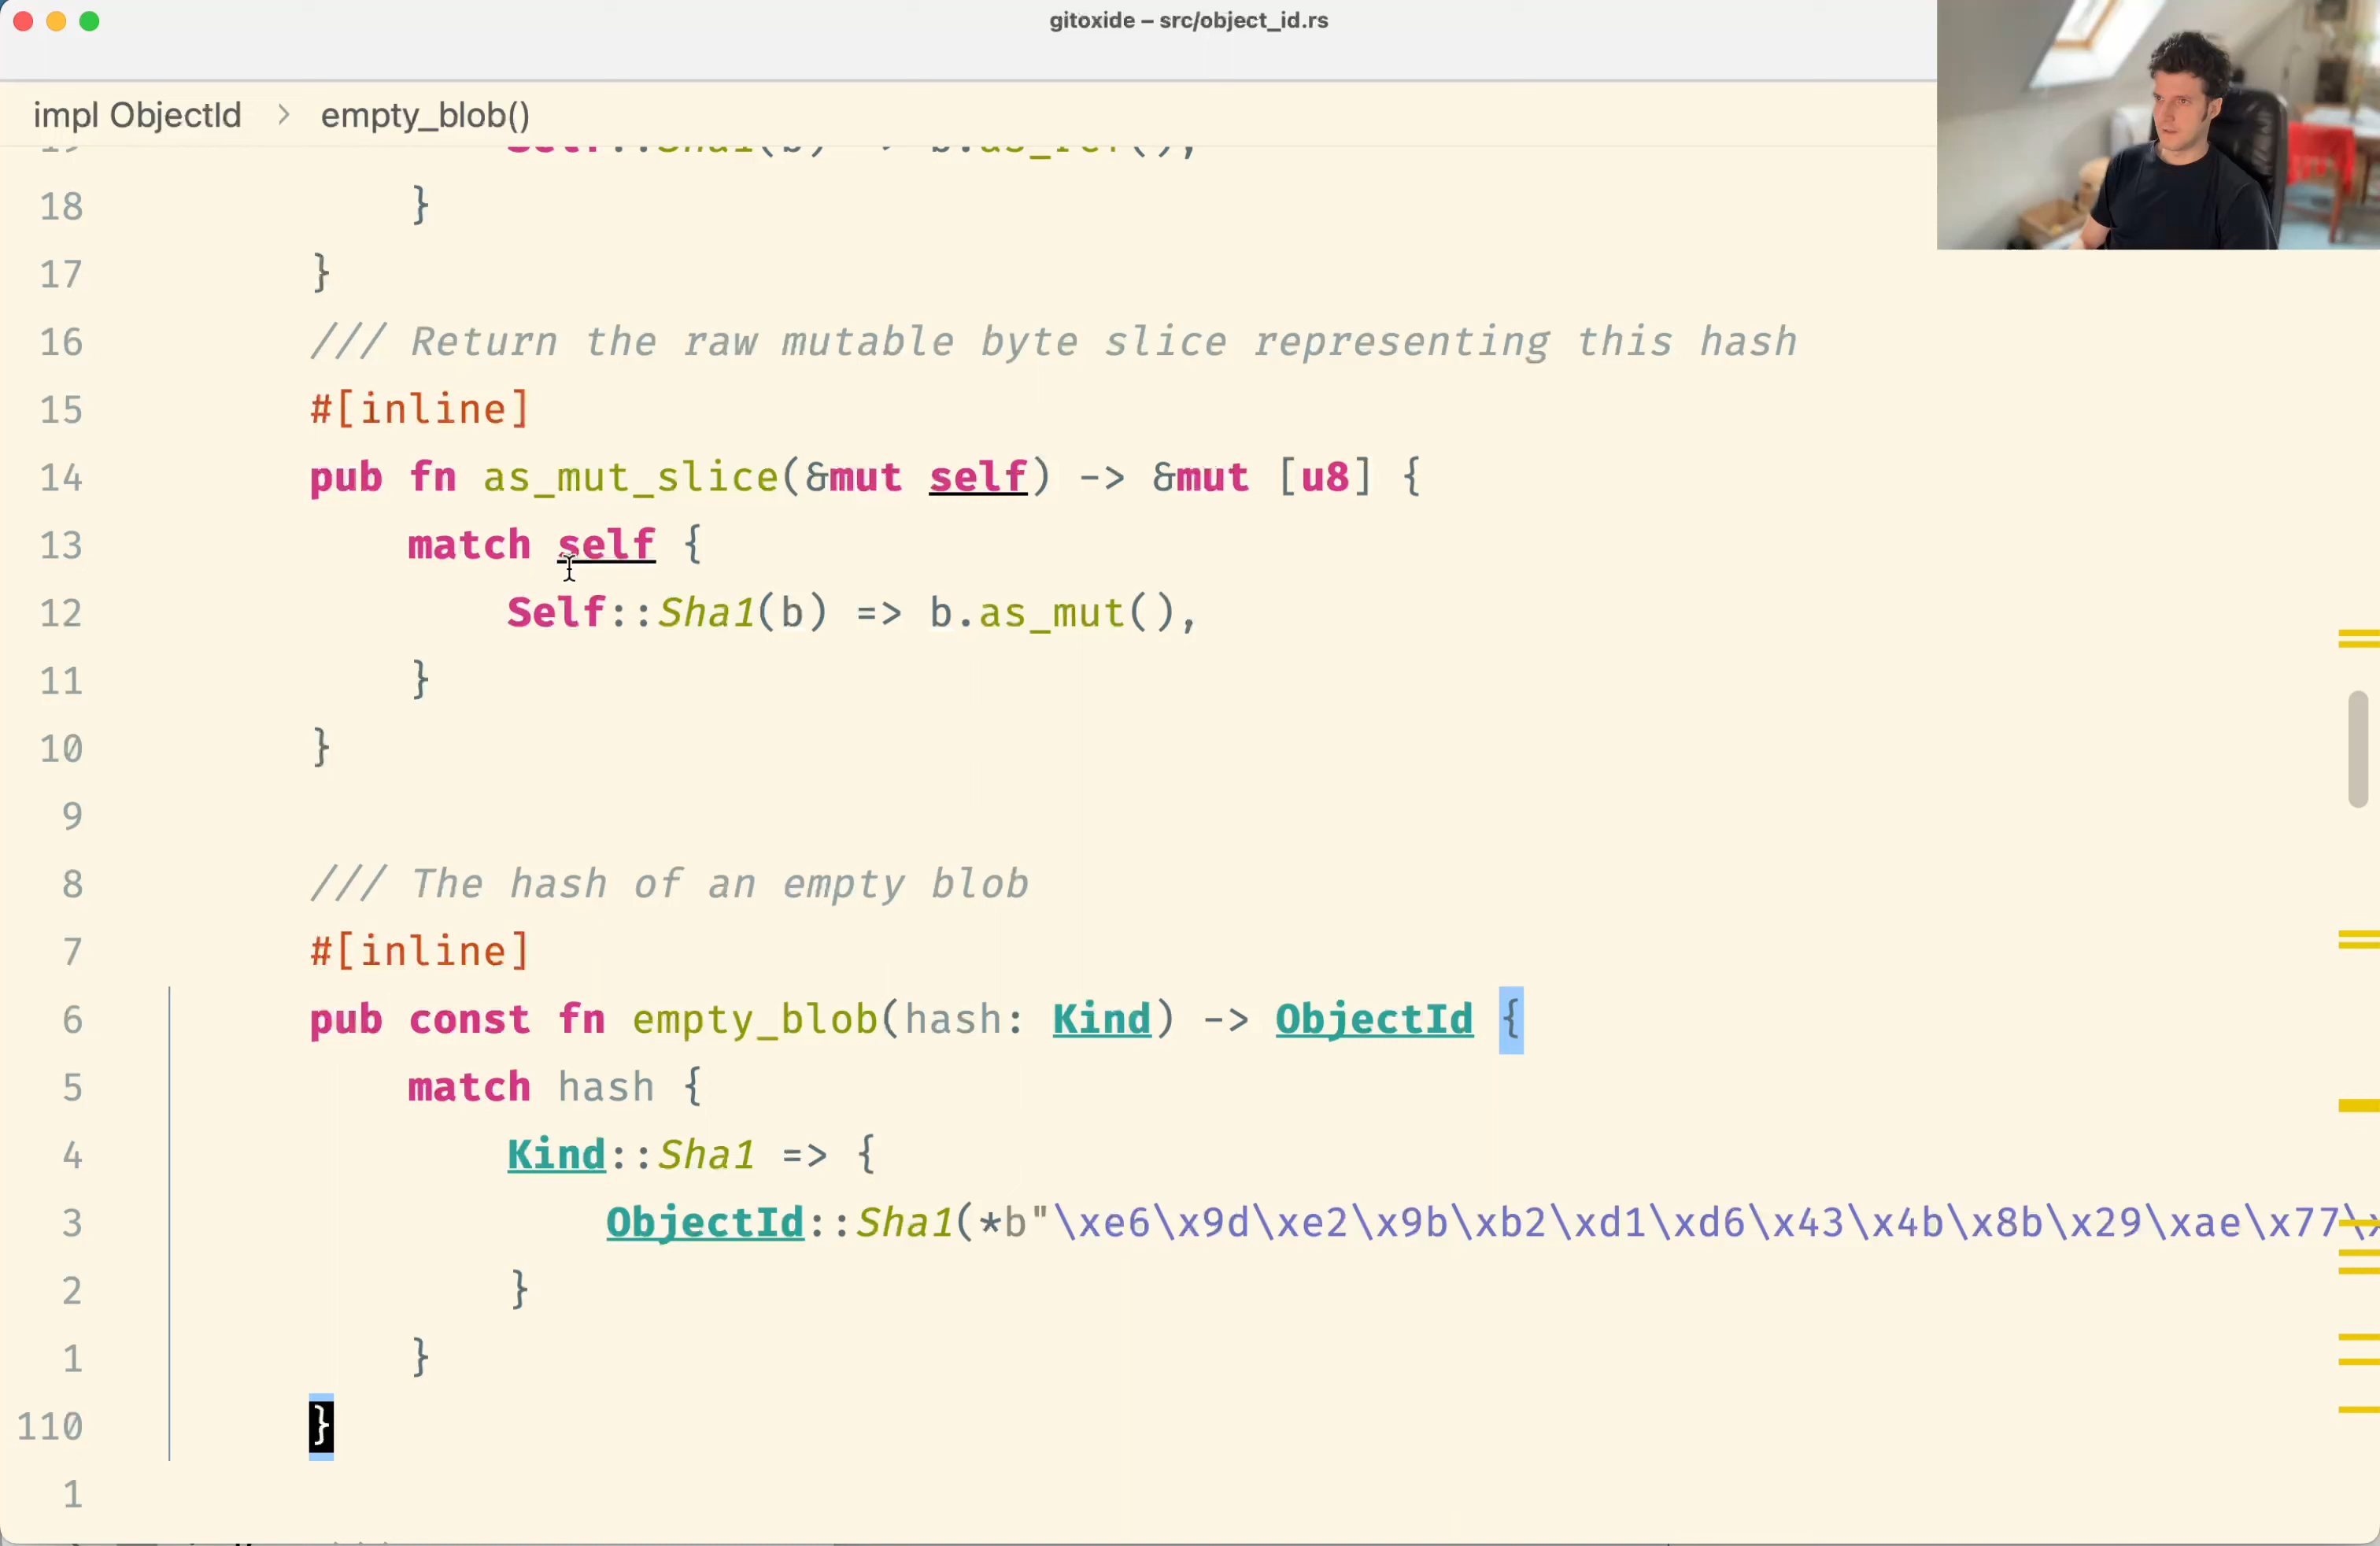 gitoxide – src/object_id.rs
impl ObjectId > empty_blob()
19 Self::Sha1(b) => b.as_ref(),
18 }
17 }
16 /// Return the raw mutable byte slice representing this hash
15 #[inline]
14 pub fn as_mut_slice(&mut self) -> &mut [u8] {
13 match self {
12 Self::Sha1(b) => b.as_mut(),
11 }
10 }
9
8 /// The hash of an empty blob
7 #[inline]
6 pub const fn empty_blob(hash: Kind) -> ObjectId {
5 match hash {
4 Kind::Sha1 => {
3 ObjectId::Sha1(*b"\xe6\x9d\xe2\x9b\xb2\xd1\xd6\x43\x4b\x8b\x29\xae\x77\x
2 }
1 }
110 }
1